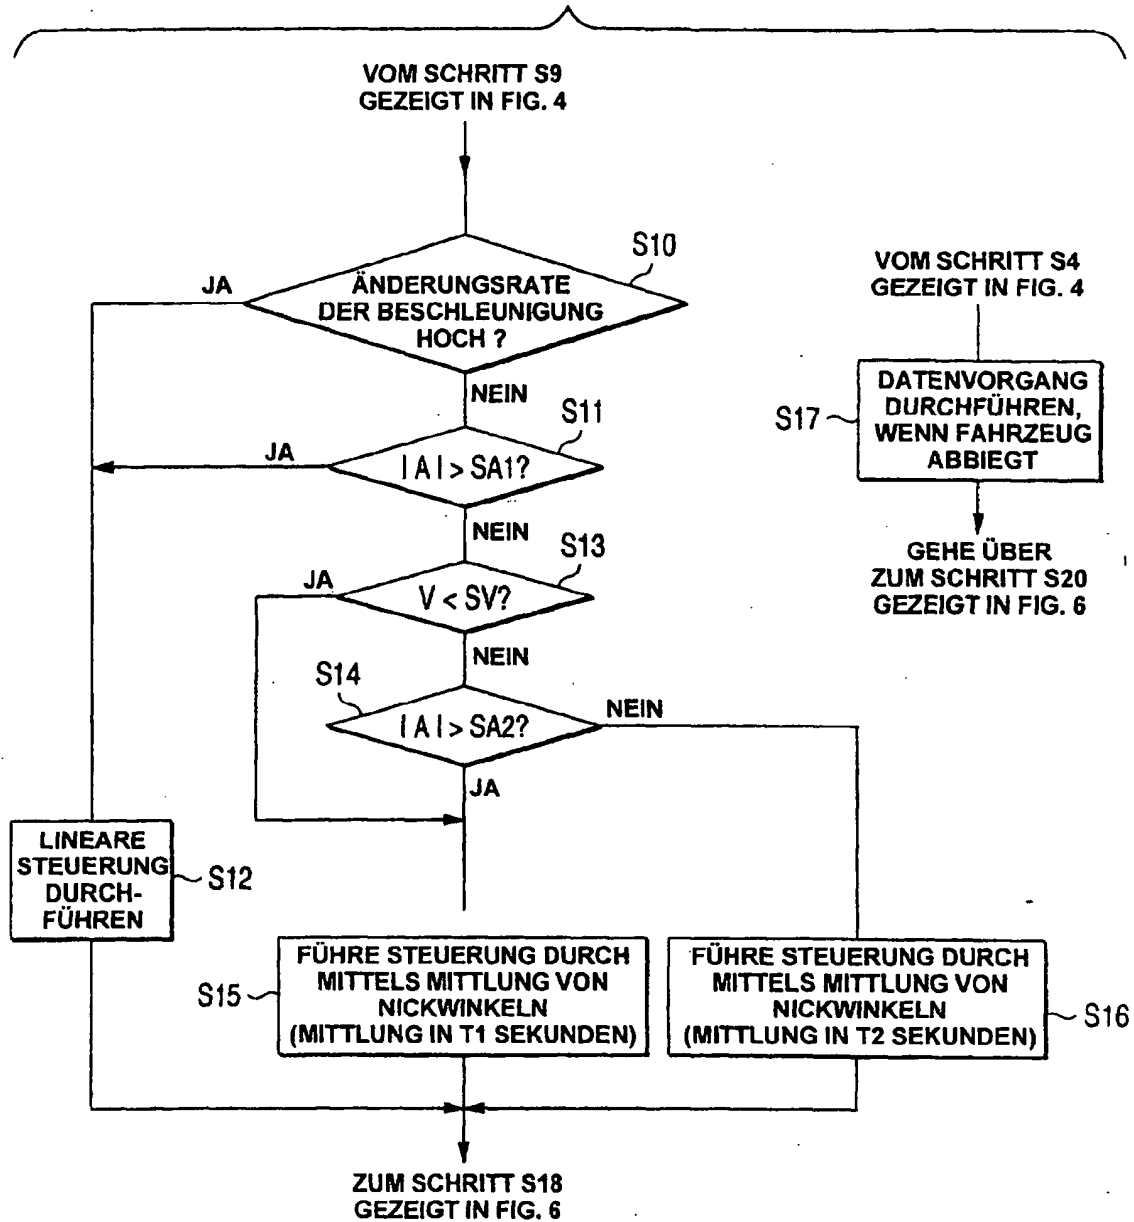 VOM SCHRITT S9
GEZEIGT IN FIG. 4
S10
JA
ÄNDERUNGSRATE
DER BESCHLEUNIGUNG
HOCH ?
NEIN
S11
JA
| A | > SA1?
NEIN
S13
JA
V < SV?
NEIN
S14
| A | > SA2?
NEIN
JA
LINEARE
STEUERUNG
DURCH-
FÜHREN
S12
FÜHRE STEUERUNG DURCH
MITTELS MITTLUNG VON
NICKWINKELN
(MITTLUNG IN T1 SEKUNDEN)
S15
FÜHRE STEUERUNG DURCH
MITTELS MITTLUNG VON
NICKWINKELN
(MITTLUNG IN T2 SEKUNDEN)
S16
ZUM SCHRITT S18
GEZEIGT IN FIG. 6
VOM SCHRITT S4
GEZEIGT IN FIG. 4
S17
DATENVORGANG
DURCHFÜHREN,
WENN FAHRZEUG
ABBIEGT
GEHE ÜBER
ZUM SCHRITT S20
GEZEIGT IN FIG. 6